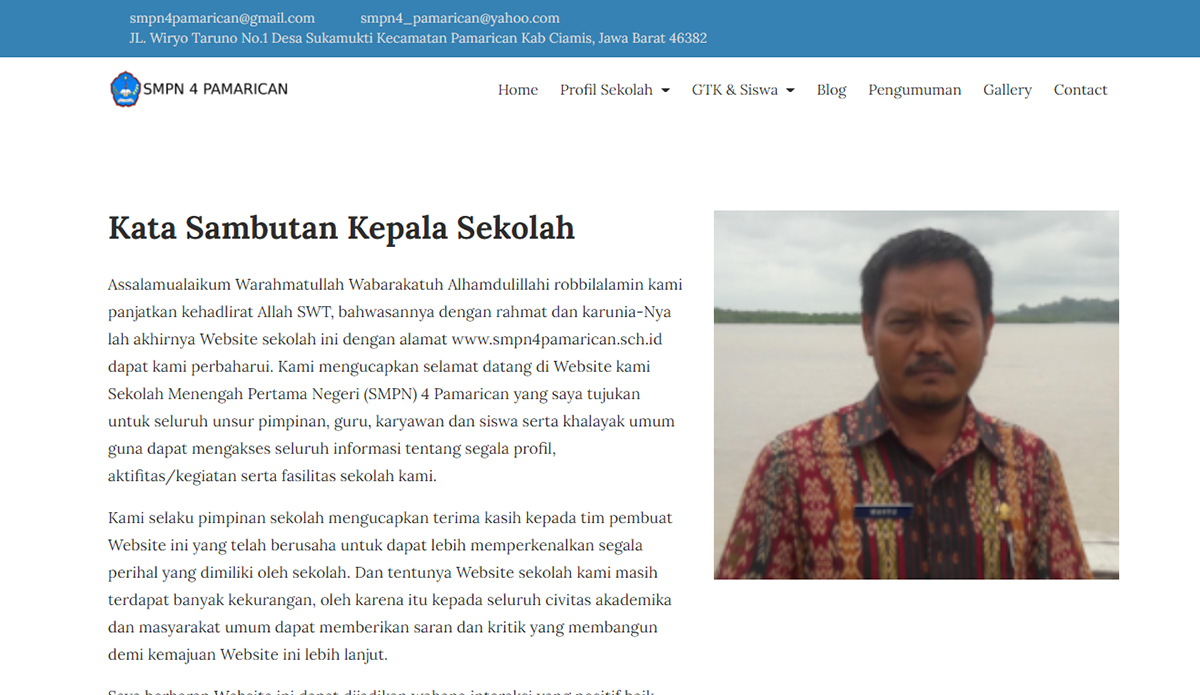 smpn4pamarican@gmail.com smpn4_pamarican@yahoo.com
JL. Wiryo Taruno No.1 Desa Sukamukti Kecamatan Pamarican Kab Ciamis, Jawa Barat 46382
SMPN 4 PAMARICAN
Home Profil Sekolah GTK & Siswa Blog Pengumuman Gallery Contact
Kata Sambutan Kepala Sekolah
Assalamualaikum Warahmatullah Wabarakatuh Alhamdulillahi robbilalamin kami
panjatkan kehadlirat Allah SWT, bahwasannya dengan rahmat dan karunia-Nya
lah akhirnya Website sekolah ini dengan alamat www.smpn4pamarican.sch.id
dapat kami perbaharui. Kami mengucapkan selamat datang di Website kami
Sekolah Menengah Pertama Negeri (SMPN) 4 Pamarican yang saya tujukan
untuk seluruh unsur pimpinan, guru, karyawan dan siswa serta khalayak umum
guna dapat mengakses seluruh informasi tentang segala profil,
aktifitas/kegiatan serta fasilitas sekolah kami.
Kami selaku pimpinan sekolah mengucapkan terima kasih kepada tim pembuat
Website ini yang telah berusaha untuk dapat lebih memperkenalkan segala
perihal yang dimiliki oleh sekolah. Dan tentunya Website sekolah kami masih
terdapat banyak kekurangan, oleh karena itu kepada seluruh civitas akademika
dan masyarakat umum dapat memberikan saran dan kritik yang membangun
demi kemajuan Website ini lebih lanjut.